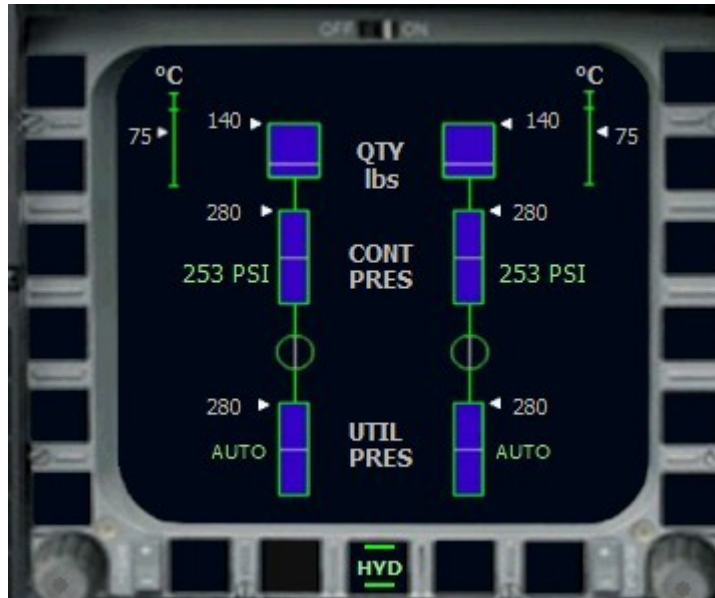 OFF ON
°C °C
140 140
75 75
QTY
lbs
280 280
CONT
PRES
253 PSI 253 PSI
280 280
UTIL
PRES
AUTO AUTO
HYD